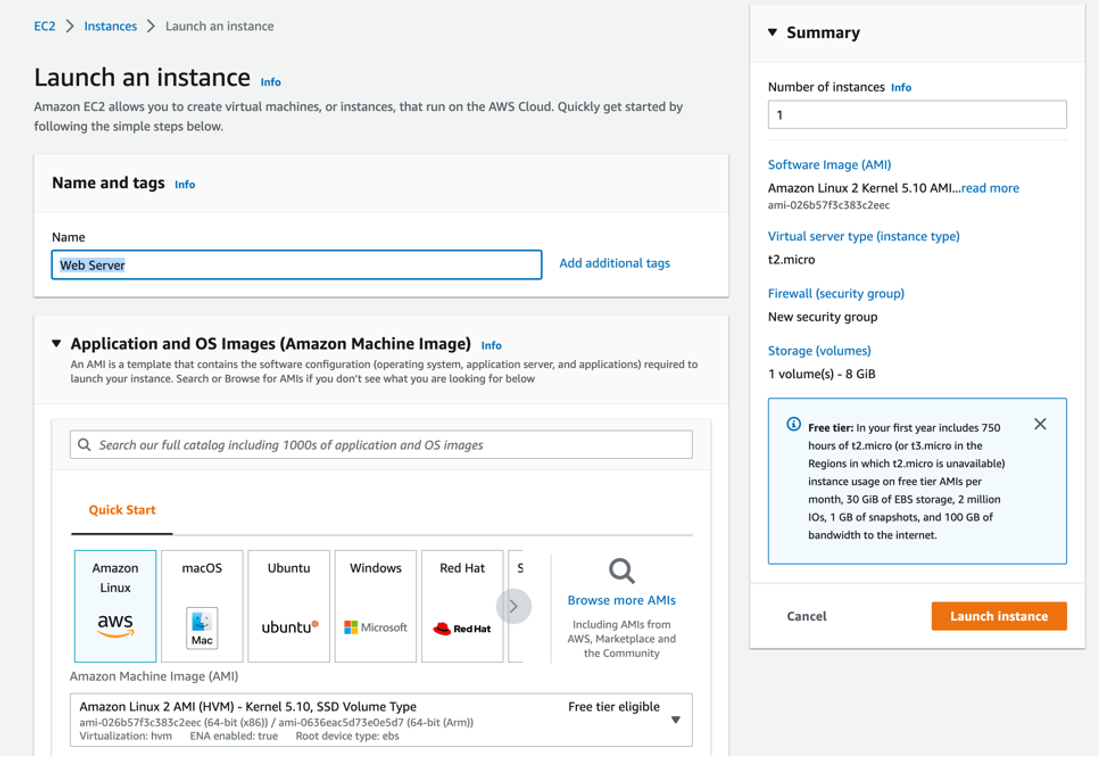 EC2 > Instances > Launch an instance
Launch an instance Info
Amazon EC2 allows you to create virtual machines, or instances, that run on the AWS Cloud. Quickly get started by
following the simple steps below.
Name and tags Info
Name
Web Server
Add additional tags
Application and OS Images (Amazon Machine Image) Info
An AMI is a template that contains the software configuration (operating system, application server, and applications) required to
launch your instance. Search or Browse for AMIs if you don't see what you are looking for below
Search our full catalog including 1000s of application and OS images
Quick Start
Amazon
Linux
aws
macOS
Mac
Ubuntu
ubuntu
Windows
Microsoft
Red Hat
Red Hat
S
Browse more AMIs
Including AMIs from
AWS, Marketplace and
the Community
Amazon Machine Image (AMI)
Amazon Linux 2 AMI (HVM) - Kernel 5.10, SSD Volume Type
Free tier eligible
ami-026b57f3c383c2eec (64-bit (x86)) / ami-0636eac5d73e0e5d7 (64-bit (Arm))
Virtualization: hvm ENA enabled: true Root device type: ebs
Summary
Number of instances Info
1
Software Image (AMI)
Amazon Linux 2 Kernel 5.10 AMI...read more
ami-026b57f3c383c2eec
Virtual server type (instance type)
t2.micro
Firewall (security group)
New security group
Storage (volumes)
1 volume(s) - 8 GiB
Free tier: In your first year includes 750
hours of t2.micro (or t3.micro in the
Regions in which t2.micro is unavailable)
instance usage on free tier AMIs per
month, 30 GiB of EBS storage, 2 million
IOs, 1 GB of snapshots, and 100 GB of
bandwidth to the internet.
Cancel
Launch instance